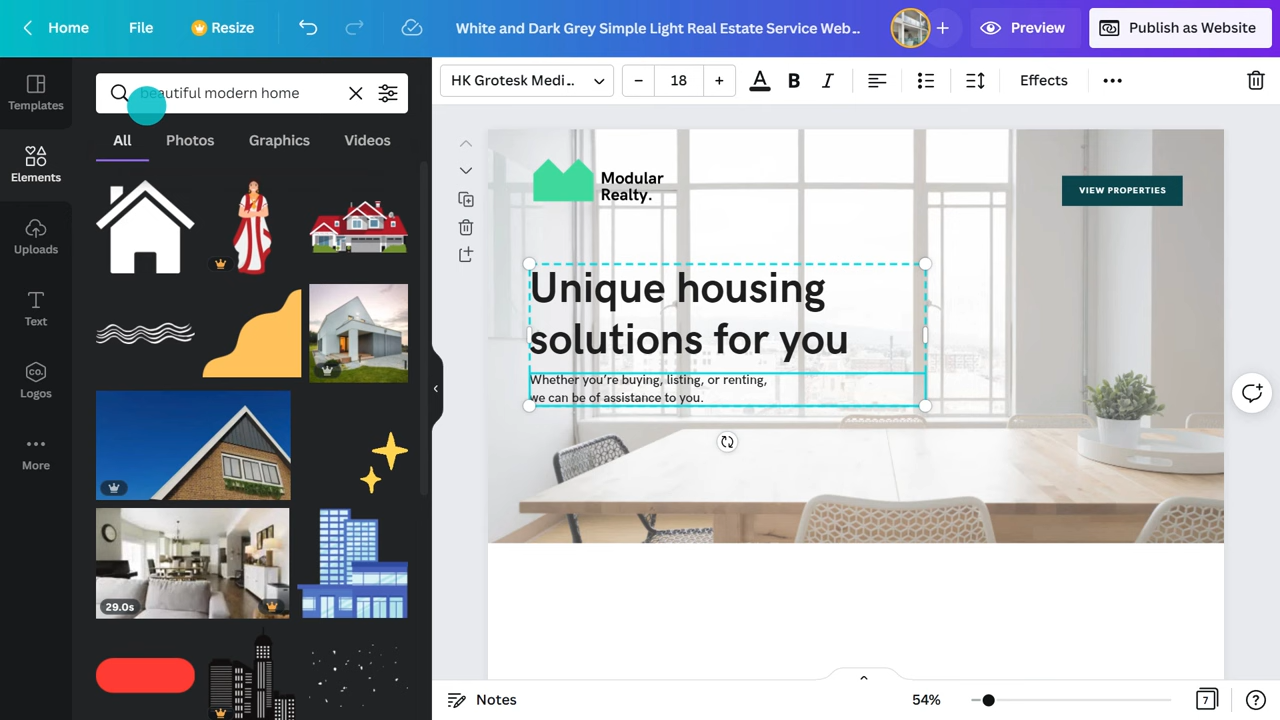 Home
File
Resize
White and Dark Grey Simple Light Real Estate Service Web...
Preview
Publish as Website
Templates
Elements
Uploads
Text
CO.
Logos
More
beautiful modern home
All
Photos
Graphics
Videos
29.0s
HK Grotesk Medi...
18
A
B
I
Effects
Modular
Realty.
VIEW PROPERTIES
Unique housing
solutions for you
Whether you're buying, listing, or renting,
we can be of assistance to you.
Notes
54%
7
?